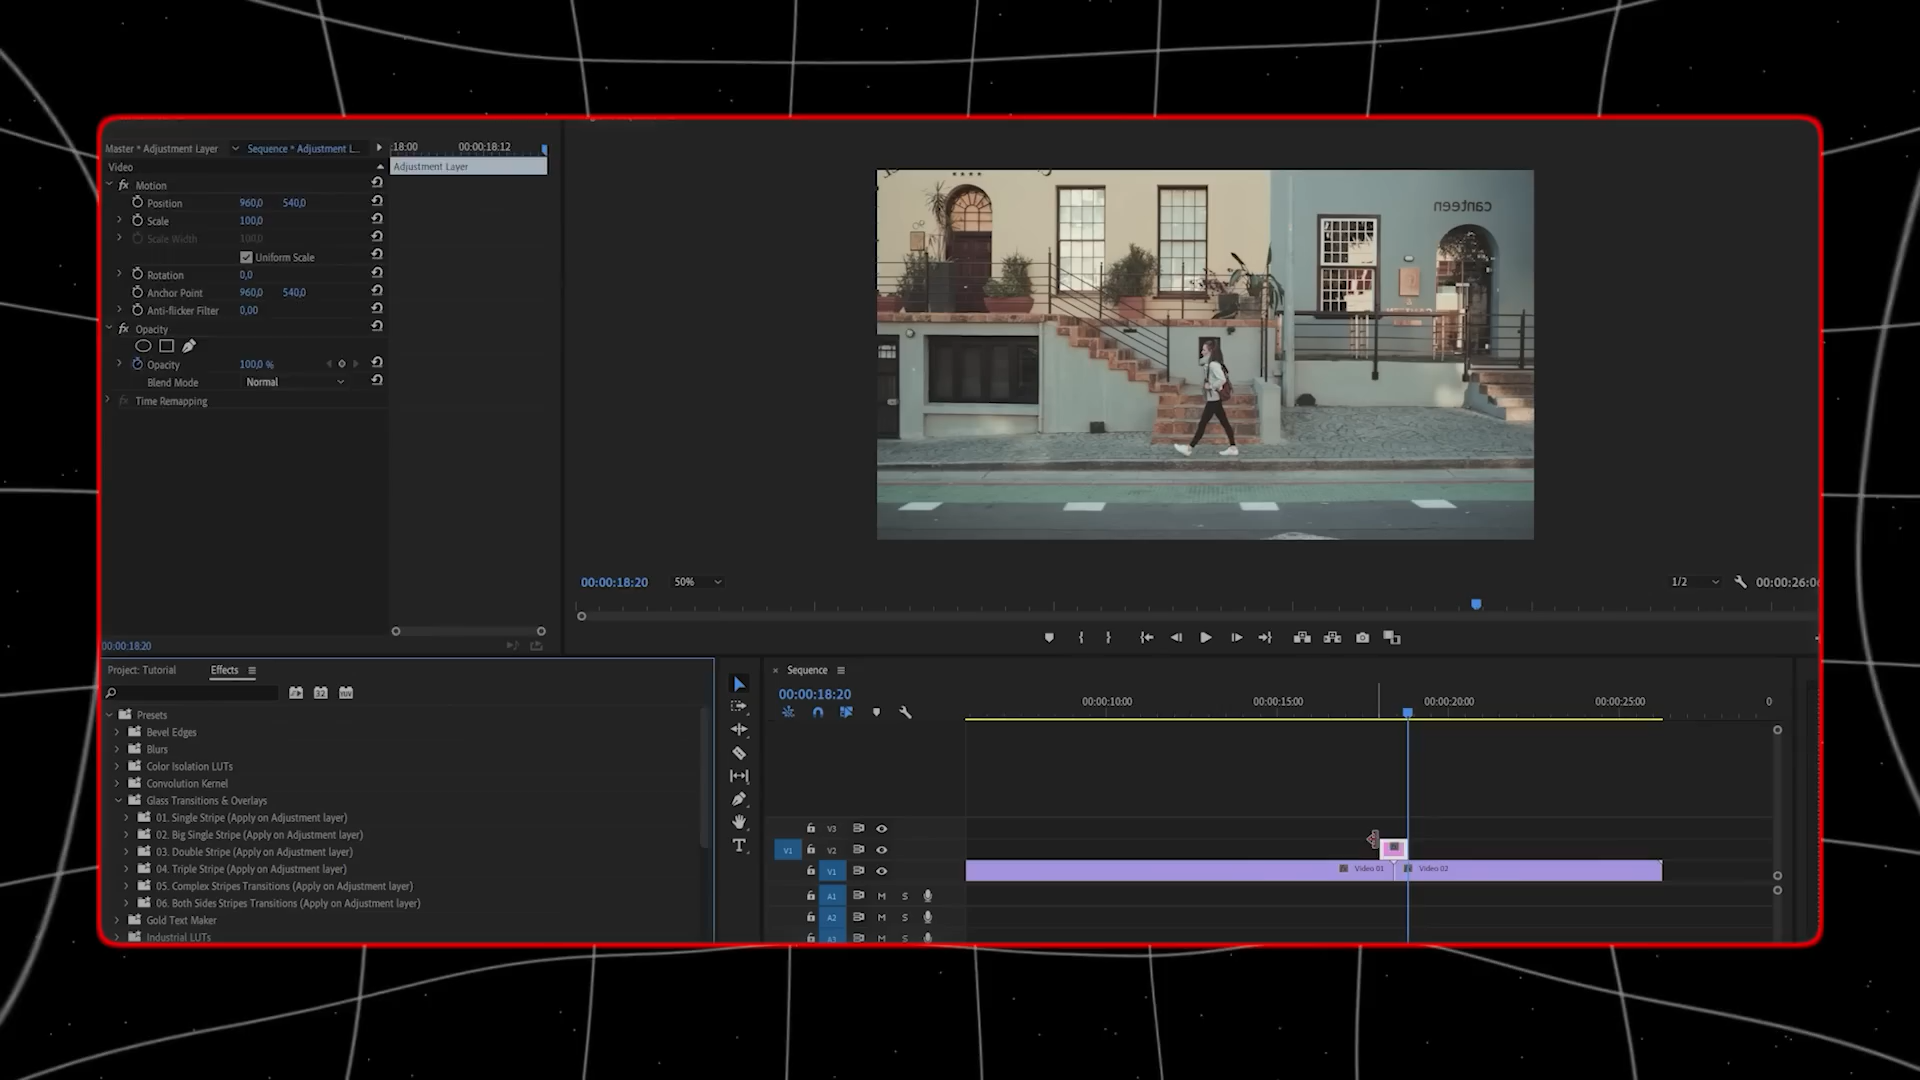 Master * Adjustment Layer
Sequence * Adjustment L...
:18:00
00:00:18:12
Video
Adjustment Layer
fx Motion
Position 960,0 540,0
Scale 100,0
Scale Width 100,0
Uniform Scale
Rotation 0,0
Anchor Point 960,0 540,0
Anti-flicker Filter 0,00
fx Opacity
Opacity 100,0 %
Blend Mode Normal
fx Time Remapping
canteen
00:00:18:20
50%
1/2
00:00:26:0
00:00:18:20
Project: Tutorial
Effects
Presets
Bevel Edges
Blurs
Color Isolation LUTs
Convolution Kernel
Glass Transitions & Overlays
01. Single Stripe (Apply on Adjustment layer)
02. Big Single Stripe (Apply on Adjustment layer)
03. Double Stripe (Apply on Adjustment layer)
04. Triple Stripe (Apply on Adjustment layer)
05. Complex Stripes Transitions (Apply on Adjustment layer)
06. Both Sides Stripes Transitions (Apply on Adjustment layer)
Gold Text Maker
Industrial LUTs
× Sequence
00:00:18:20
00:00:10:00
00:00:15:00
00:00:20:00
00:00:25:00
0
V3
V1 V2
V1
Video 01
Video 02
A1 M S
A2 M S
A3 M S